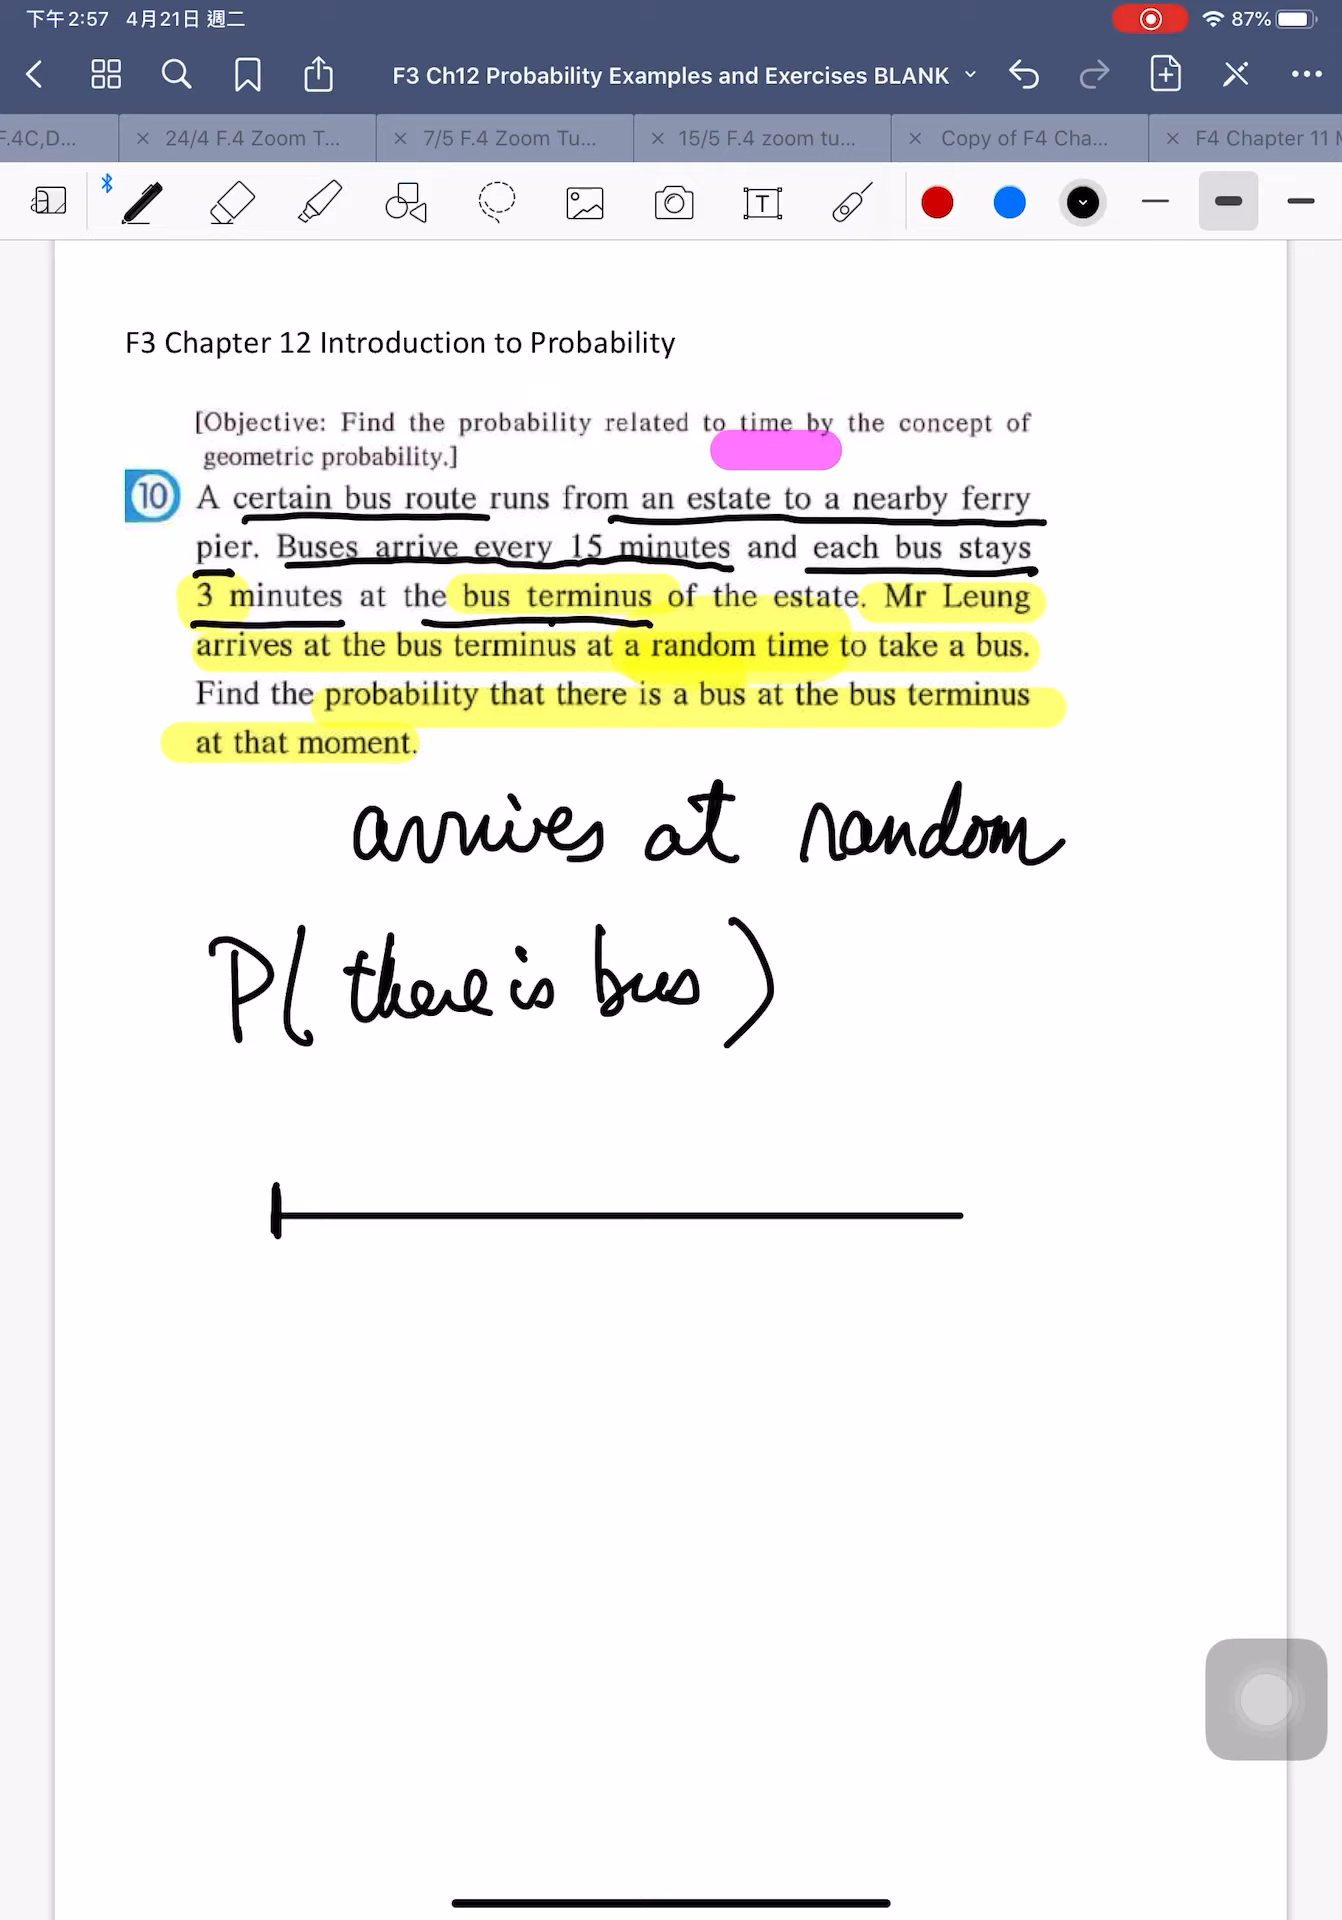 下午2:57 4月21日 週二
87%
F3 Ch12 Probability Examples and Exercises BLANK
F.4C,D...
24/4 F.4 Zoom T...
7/5 F.4 Zoom Tu...
15/5 F.4 zoom tu...
Copy of F4 Cha...
F4 Chapter 11 M
a
T
F3 Chapter 12 Introduction to Probability
[Objective: Find the probability related to time by the concept of
geometric probability.]
10 A certain bus route runs from an estate to a nearby ferry
pier. Buses arrive every 15 minutes and each bus stays
3 minutes at the bus terminus of the estate. Mr Leung
arrives at the bus terminus at a random time to take a bus.
Find the probability that there is a bus at the bus terminus
at that moment.
arrives at random
P( there is bus )